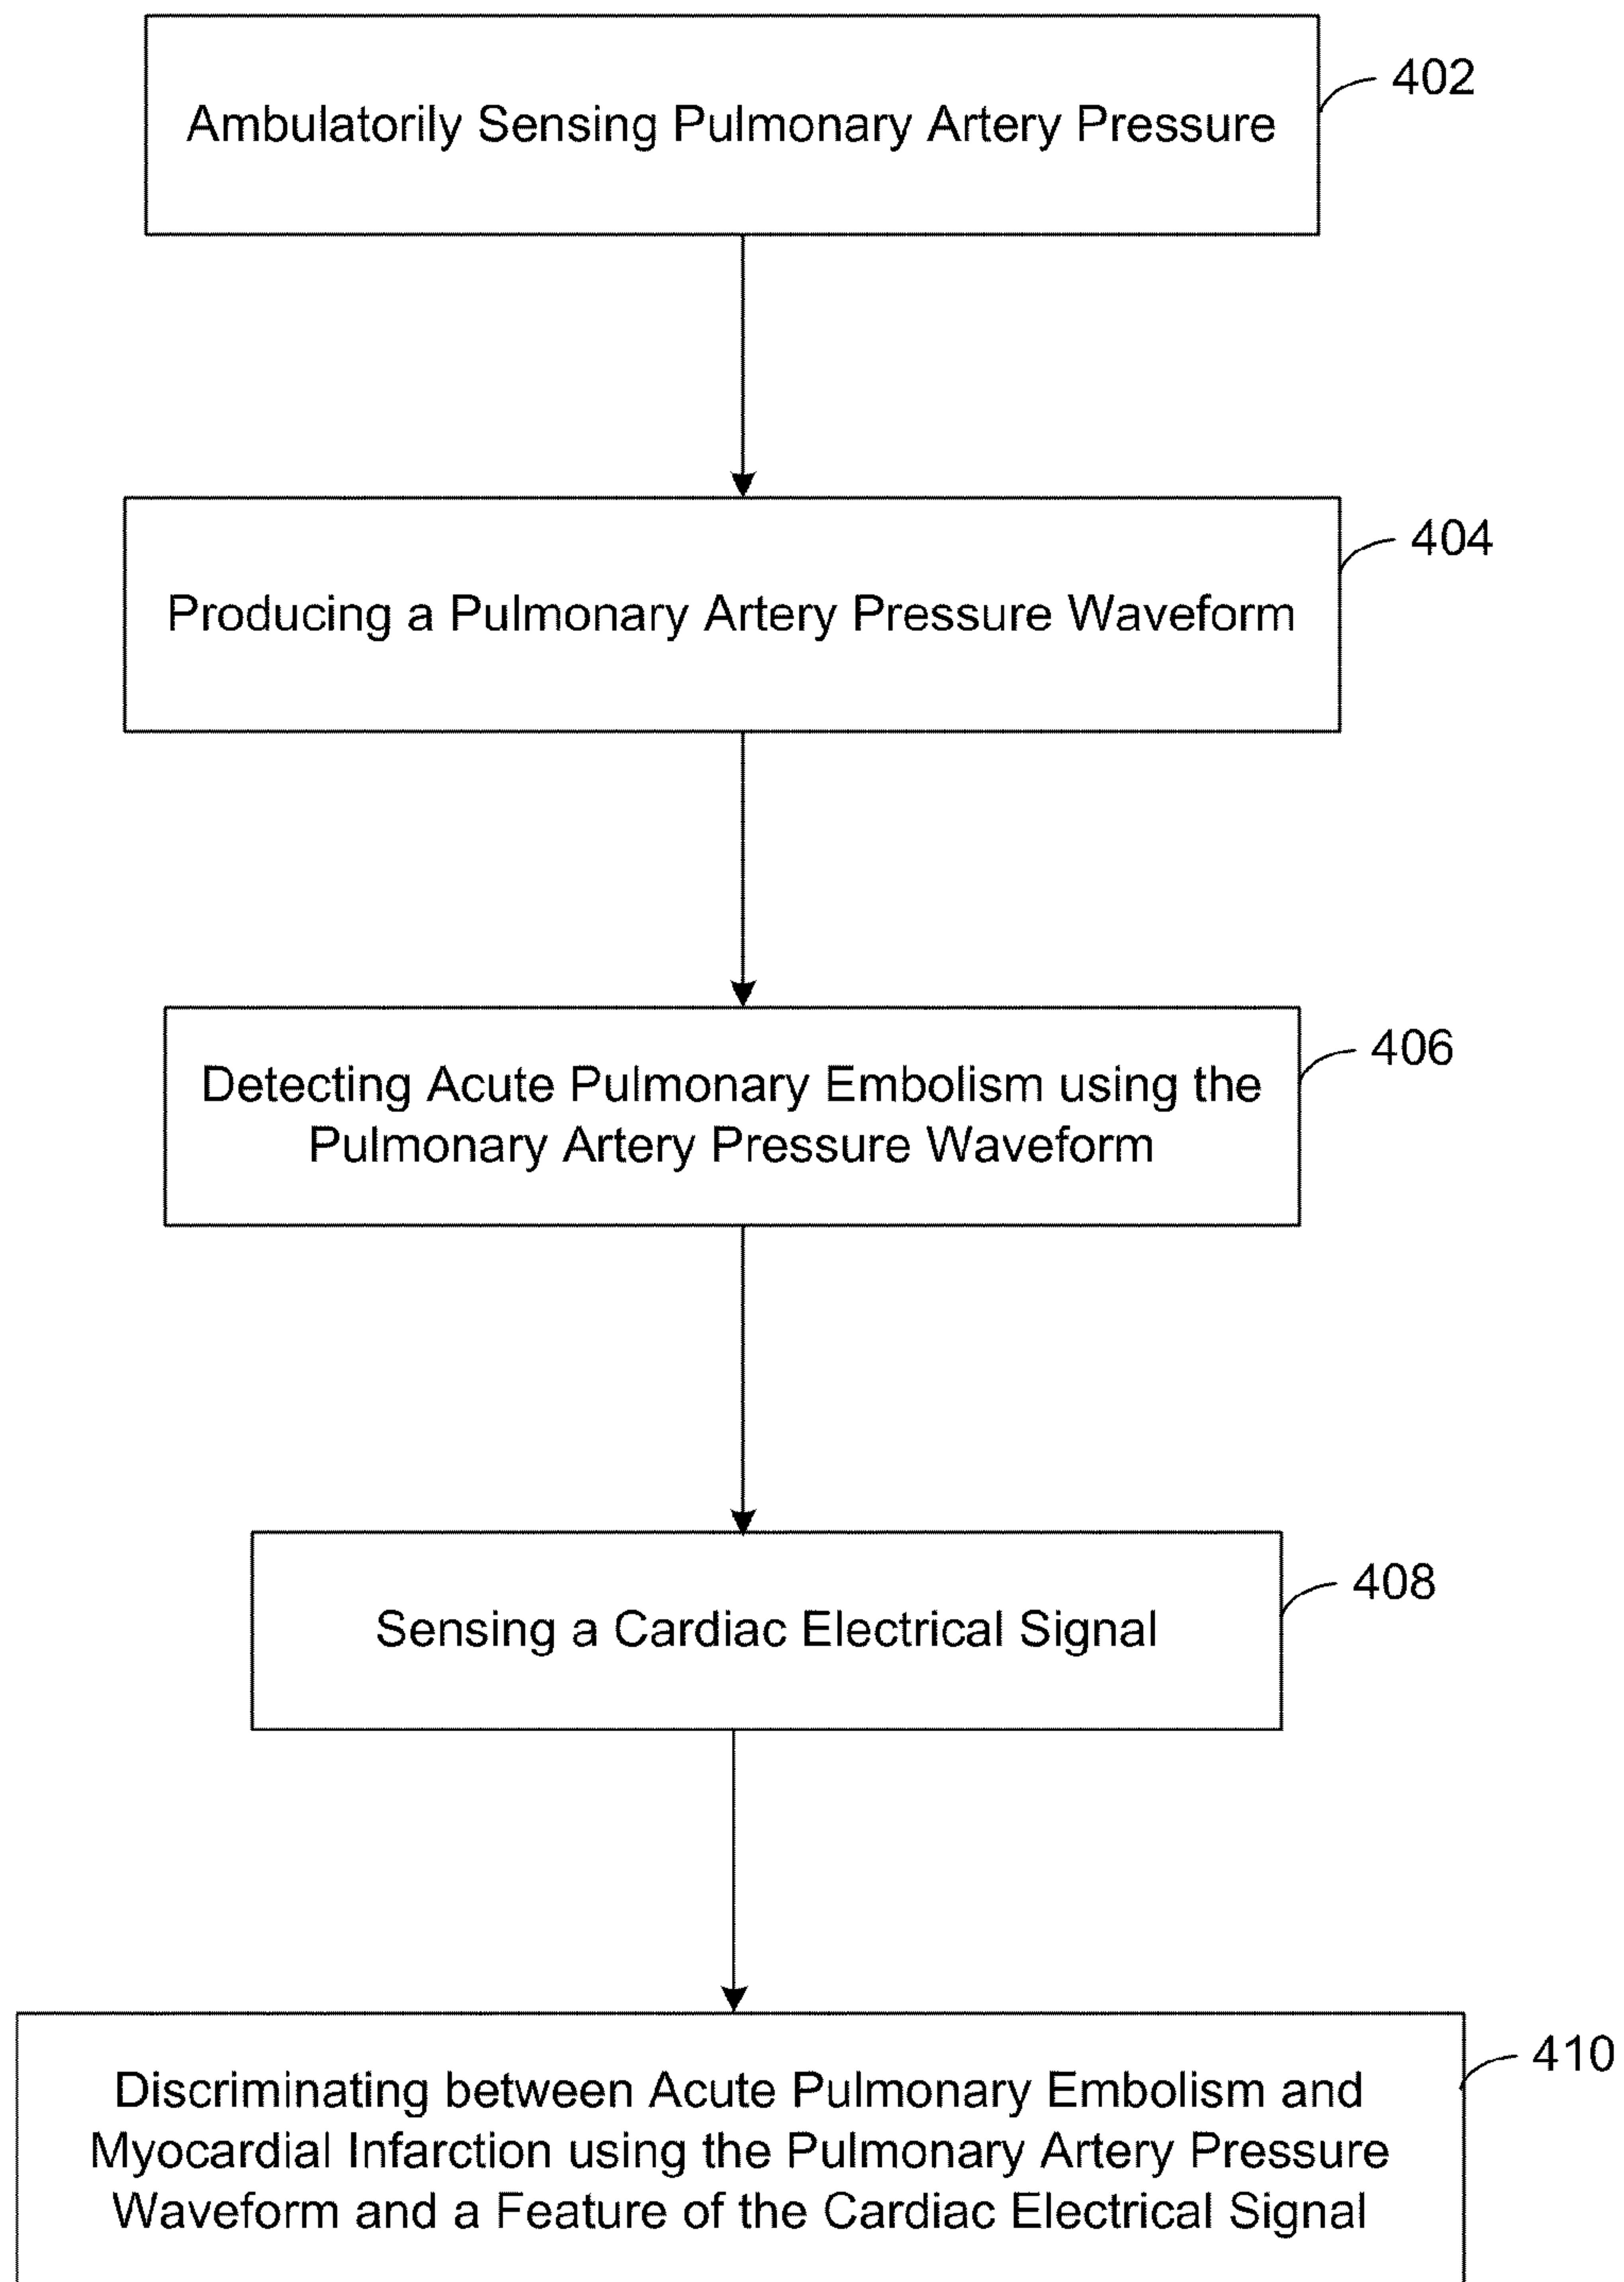 402
Ambulatorily Sensing Pulmonary Artery Pressure
404
Producing a Pulmonary Artery Pressure Waveform
406
Detecting Acute Pulmonary Embolism using the
Pulmonary Artery Pressure Waveform
408
Sensing a Cardiac Electrical Signal
410
Discriminating between Acute Pulmonary Embolism and
Myocardial Infarction using the Pulmonary Artery Pressure
Waveform and a Feature of the Cardiac Electrical Signal